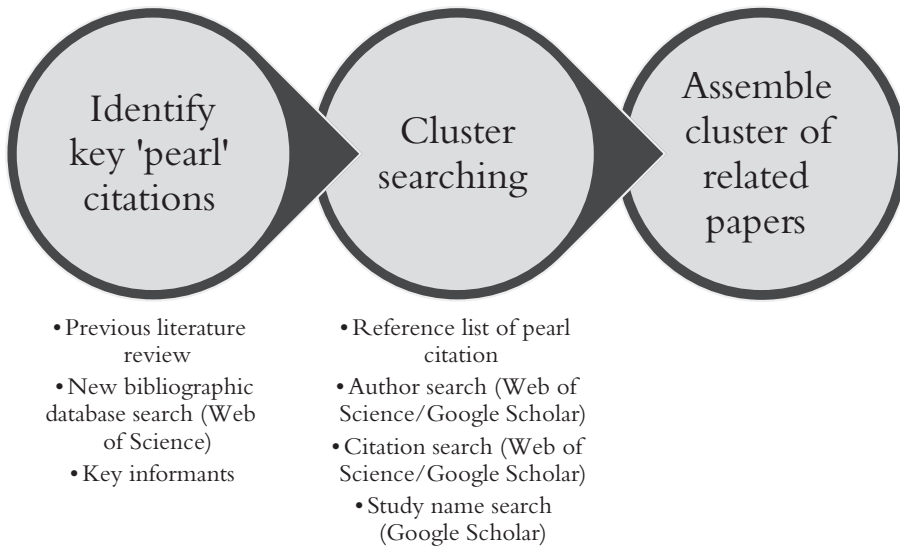 Identify
key 'pearl'
citations
Cluster
searching
Assemble
cluster of
related
papers
•Previous literature
review
•New bibliographic
database search (Web
of Science)
•Key informants
•Reference list of pearl
citation
•Author search (Web of
Science/Google Scholar)
•Citation search (Web of
Science/Google Scholar)
•Study name search
(Google Scholar)